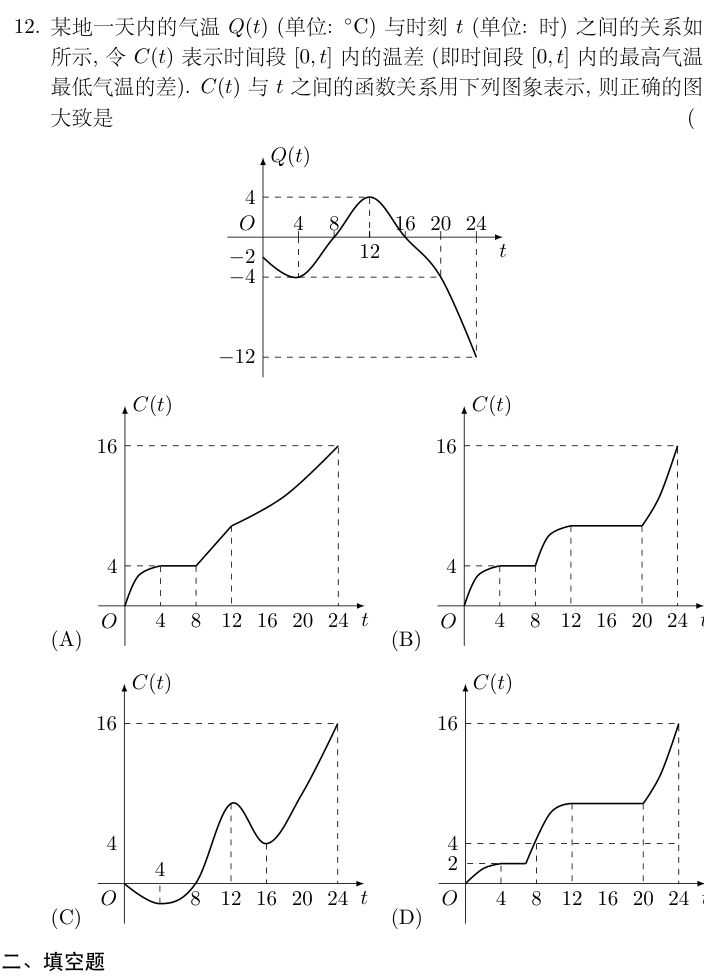 12. 某地一天内的气温 Q(t) (单位: °C) 与时刻 t (单位: 时) 之间的关系如
所示, 令 C(t) 表示时间段 [0, t] 内的温差 (即时间段 [0, t] 内的最高气温
最低气温的差). C(t) 与 t 之间的函数关系用下列图象表示, 则正确的图
大致是 (
Q(t)
4
O 4 8 16 20 24
12 t
−2
−4
−12
C(t)
16
4
O 4 8 12 16 20 24 t
(A)
C(t)
16
4
O 4 8 12 16 20 24 t
(B)
C(t)
16
4
4
O 8 12 16 20 24 t
(C)
C(t)
16
4
2
O 4 8 12 16 20 24 t
(D)
二、填空题